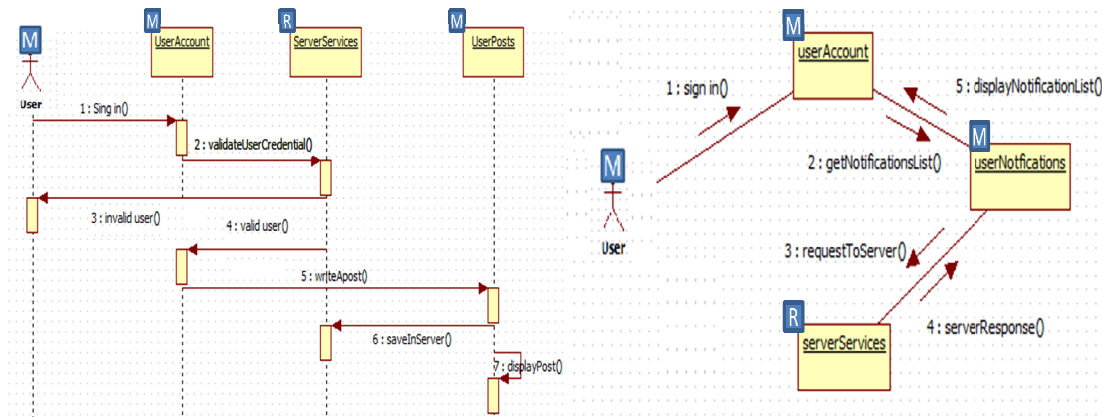 M
R
M
M
UserAccount
ServerServices
UserPosts
User
1 : Sing in()
2 : validateUserCredential()
3 : invalid user()
4 : valid user()
5 : writeApost()
6 : saveInServer()
7 : displayPost()
M
userAccount
1 : sign in()
5 : displayNotificationList()
M
userNotfications
2 : getNotificationsList()
M
User
3 : requestToServer()
R
4 : serverResponse()
serverServices